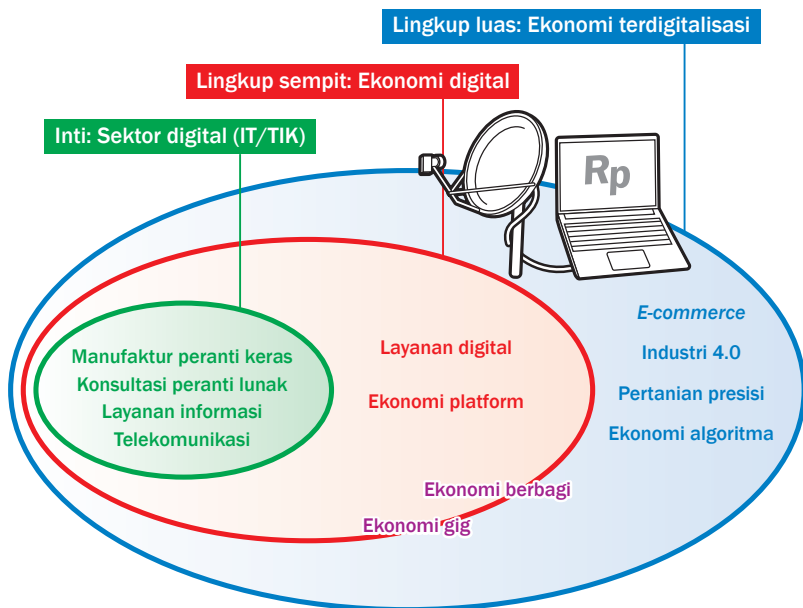 Lingkup luas: Ekonomi terdigitalisasi
Lingkup sempit: Ekonomi digital
Inti: Sektor digital (IT/TIK)
Rp
Manufaktur peranti keras
Konsultasi peranti lunak
Layanan informasi
Telekomunikasi
Layanan digital
Ekonomi platform
E-commerce
Industri 4.0
Pertanian presisi
Ekonomi algoritma
Ekonomi berbagi
Ekonomi gig